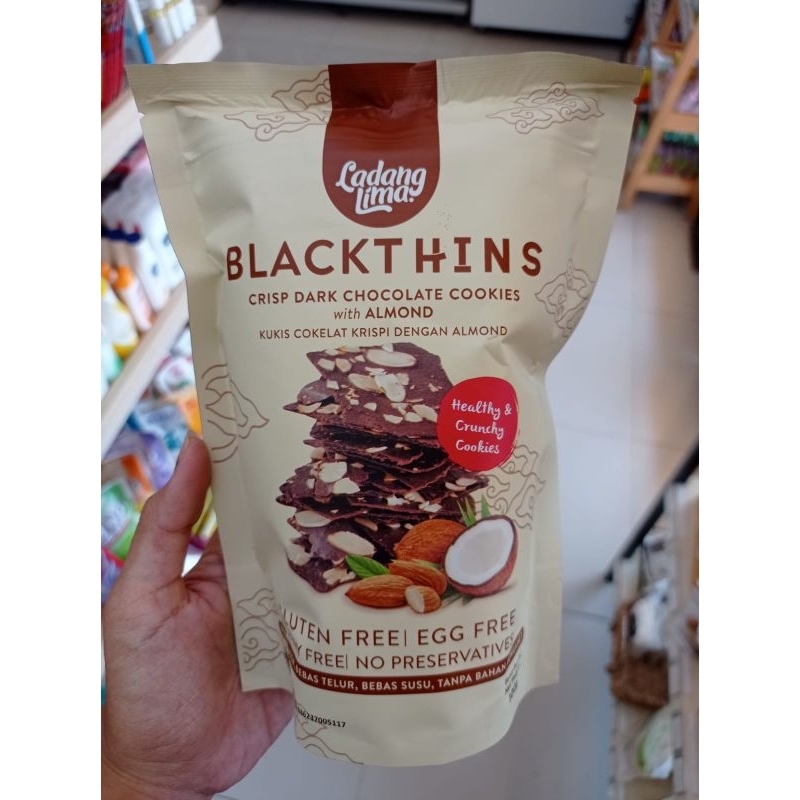 Ladang
Lima
BLACKTHINS
CRISP DARK CHOCOLATE COOKIES
with ALMOND
KUKIS COKELAT KRISPI DENGAN ALMOND
Healthy &
Crunchy
Cookies
LUTEN FREE| EGG FREE
Y FREE| NO PRESERVATIVES
BEBAS TELUR, BEBAS SUSU, TANPA BAHAN